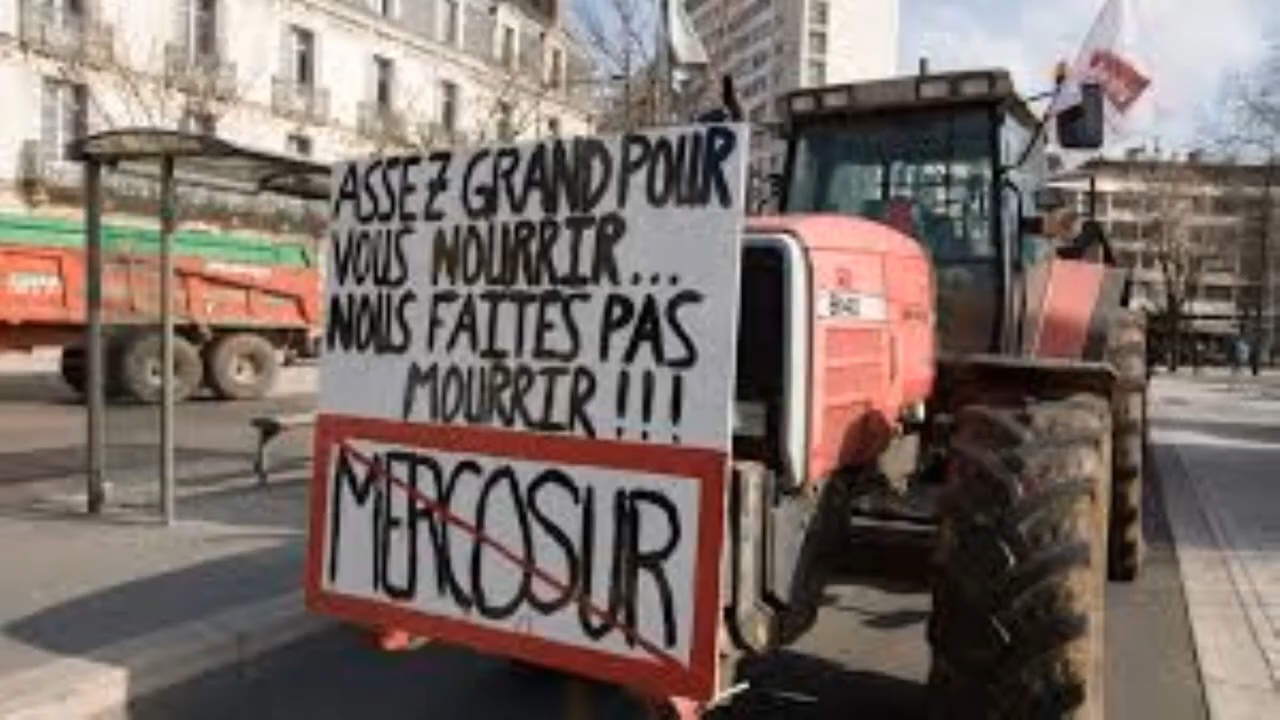 ASSEZ GRAND POUR
VOUS NOURRIR...
NOUS FAITES PAS
MOURRIR !!!
MERCOSUR